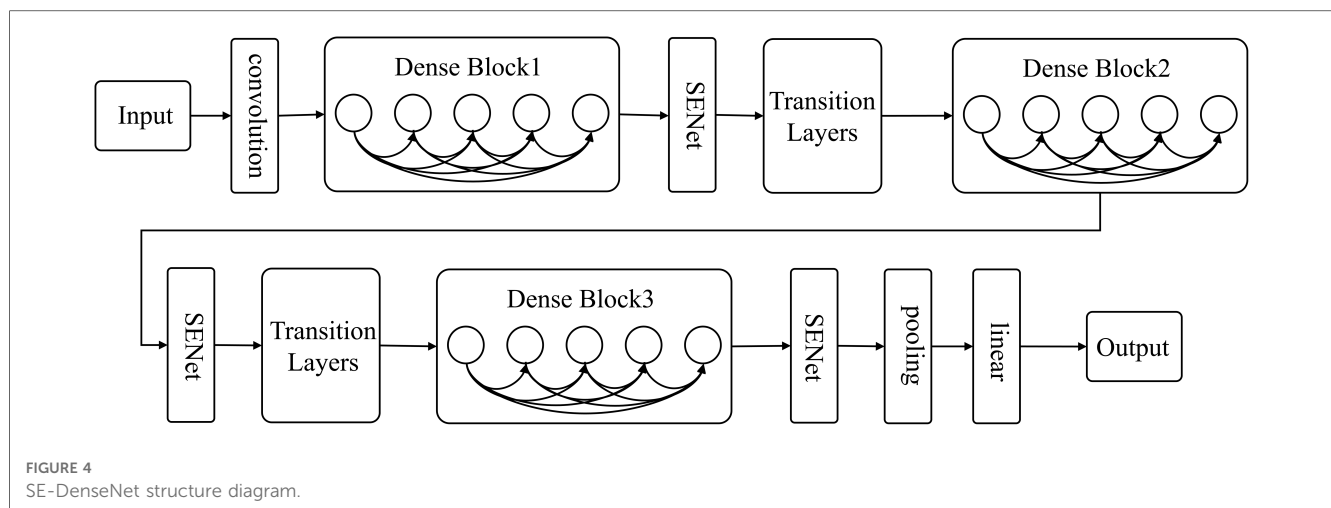 Input
convolution
Dense Block1
SENet
Transition
Layers
Dense Block2
SENet
Transition
Layers
Dense Block3
SENet
pooling
linear
Output
FIGURE 4
SE-DenseNet structure diagram.